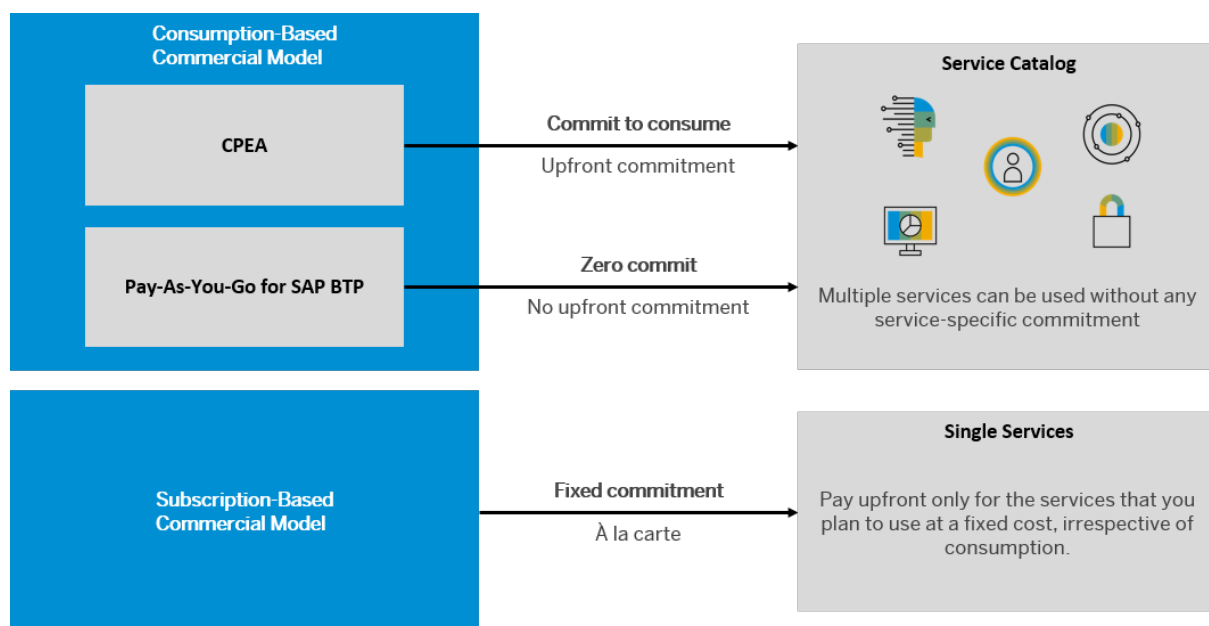 Consumption-Based
Commercial Model
CPEA
Commit to consume
Upfront commitment
Pay-As-You-Go for SAP BTP
Zero commit
No upfront commitment
Service Catalog
Multiple services can be used without any
service-specific commitment
Subscription-Based
Commercial Model
Fixed commitment
À la carte
Single Services
Pay upfront only for the services that you
plan to use at a fixed cost, irrespective of
consumption.